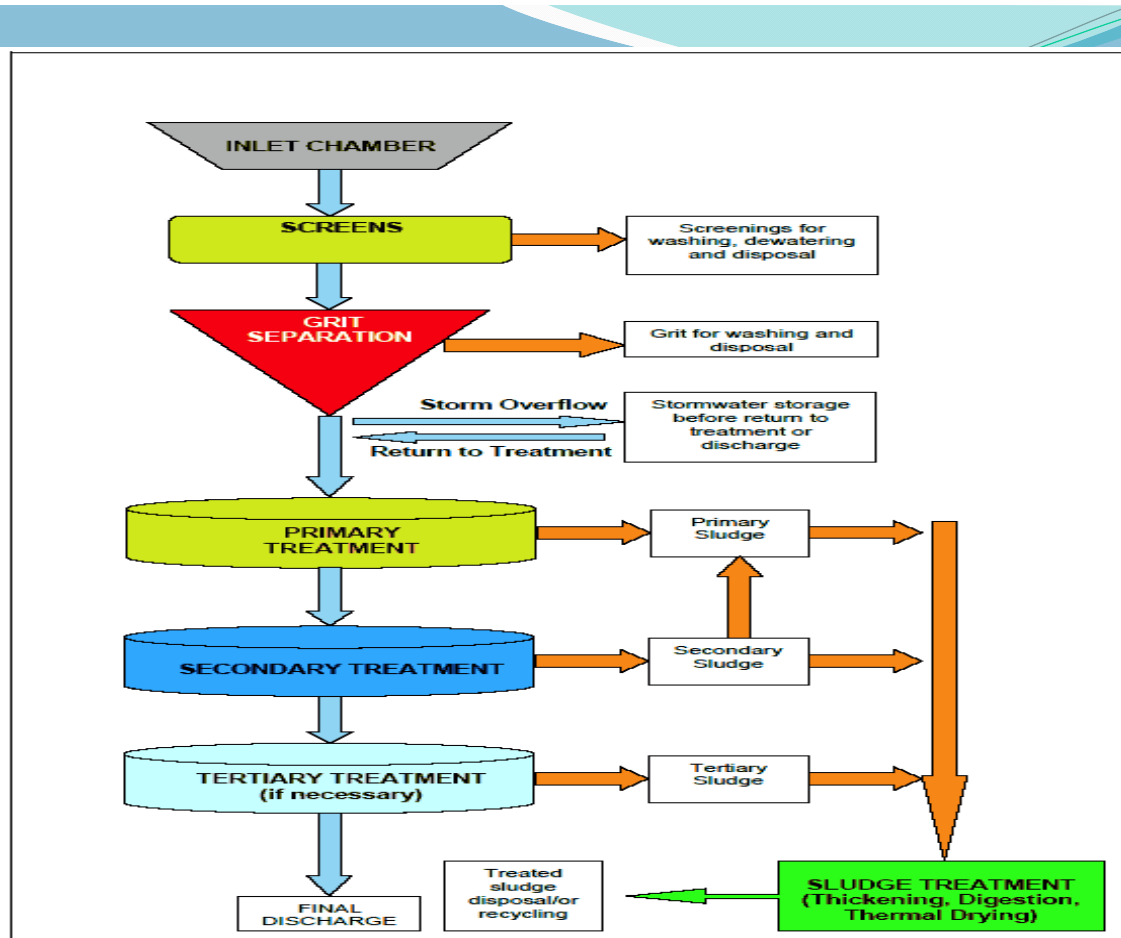 INLET CHAMBER
SCREENS
Screenings for
washing, dewatering
and disposal
GRIT
SEPARATION
Grit for washing and
disposal
Storm Overflow
Return to Treatment
Stormwater storage
before return to
treatment or
discharge
PRIMARY
TREATMENT
Primary
Sludge
SECONDARY TREATMENT
Secondary
Sludge
TERTIARY TREATMENT
(if necessary)
Tertiary
Sludge
FINAL
DISCHARGE
Treated
sludge
disposal/or
recycling
SLUDGE TREATMENT
(Thickening, Digestion,
Thermal Drying)